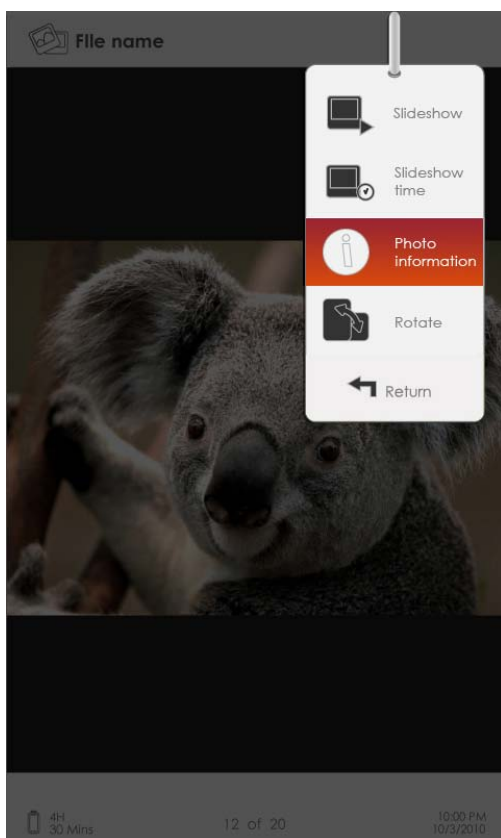 File name
Slideshow
Slideshow
time
Photo
information
Rotate
Return
4H
30 Mins
12 of 20
10:00 PM
10/3/2010